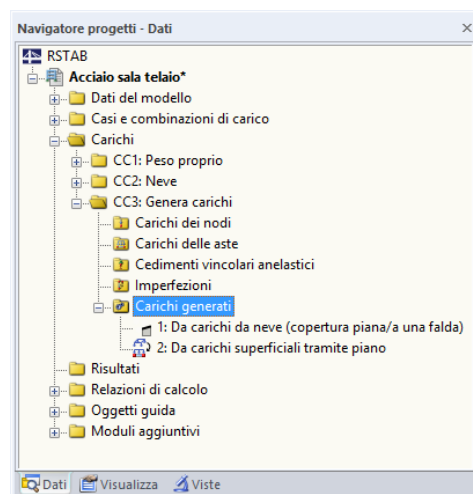 Navigatore progetti - Dati
RSTAB
Acciaio sala telaio*
Dati del modello
Casi e combinazioni di carico
Carichi
CC1: Peso proprio
CC2: Neve
CC3: Genera carichi
Carichi dei nodi
Carichi delle aste
Cedimenti vincolari anelastici
Imperfezioni
Carichi generati
1: Da carichi da neve (copertura piana/a una falda)
2: Da carichi superficiali tramite piano
Risultati
Relazioni di calcolo
Oggetti guida
Moduli aggiuntivi
Dati Visualizza Viste